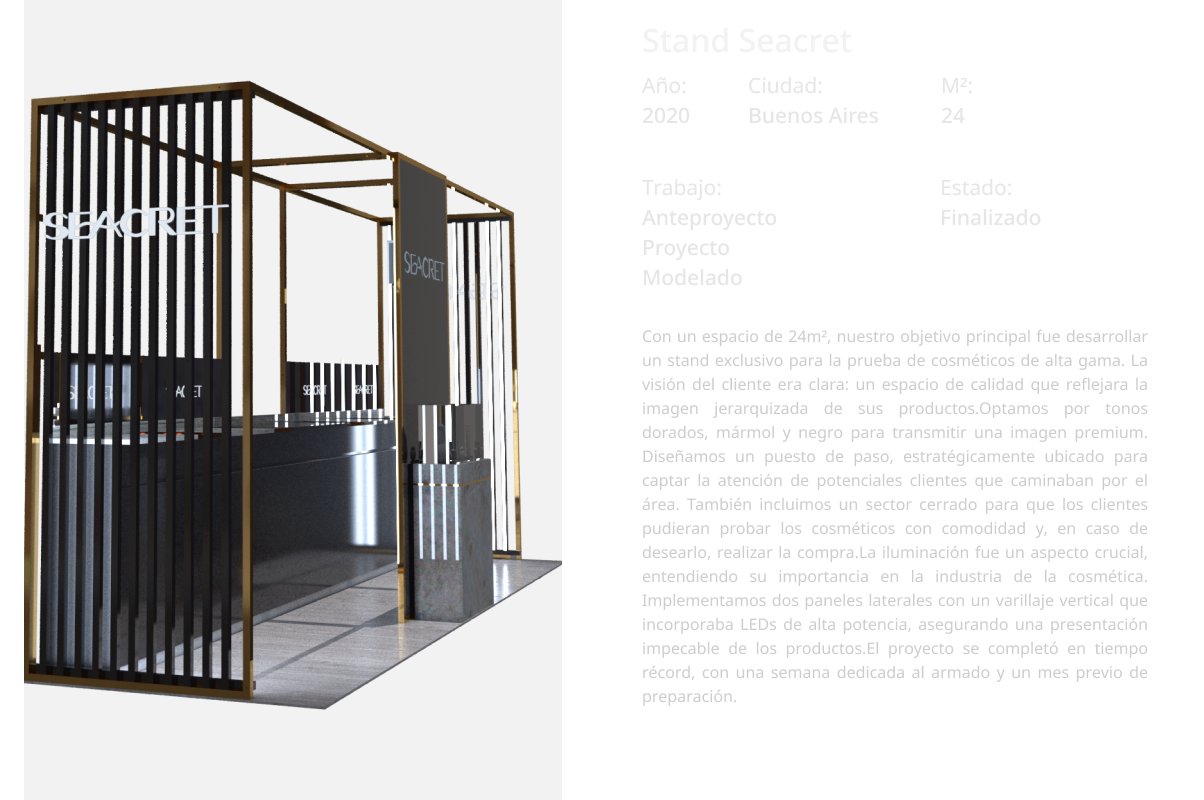 Stand Seacret
Año: Ciudad: M²:
2020 Buenos Aires 24
Trabajo: Estado:
Anteproyecto Finalizado
Proyecto
Modelado
Con un espacio de 24m², nuestro objetivo principal fue desarrollar
un stand exclusivo para la prueba de cosméticos de alta gama. La
visión del cliente era clara: un espacio de calidad que reflejara la
imagen jerarquizada de sus productos.Optamos por tonos
dorados, mármol y negro para transmitir una imagen premium.
Diseñamos un puesto de paso, estratégicamente ubicado para
captar la atención de potenciales clientes que caminaban por el
área. También incluimos un sector cerrado para que los clientes
pudieran probar los cosméticos con comodidad y, en caso de
desearlo, realizar la compra.La iluminación fue un aspecto crucial,
entendiendo su importancia en la industria de la cosmética.
Implementamos dos paneles laterales con un varillaje vertical que
incorporaba LEDs de alta potencia, asegurando una presentación
impecable de los productos.El proyecto se completó en tiempo
récord, con una semana dedicada al armado y un mes previo de
preparación.
SEACRET
SEACRET
SEACRET
SEACRET